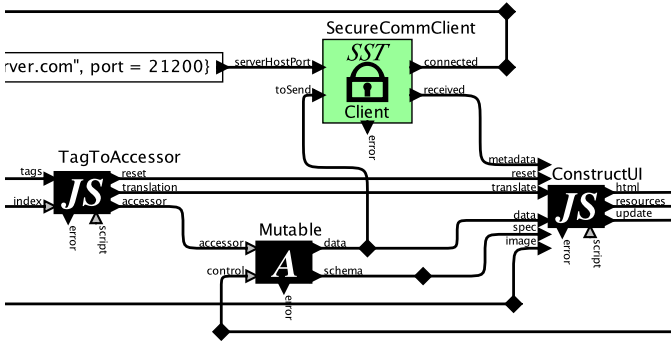 SecureCommClient
SST
rver.com", port = 21200}
serverHostPort
connected
toSend
received
Client
error
TagToAccessor
metadata
ConstructUI
tags
reset
reset
JS
translation
translate
JS
html
index
accessor
resources
error
script
Mutable
data
update
accessor
data
spec
A
image
error
script
control
schema
error